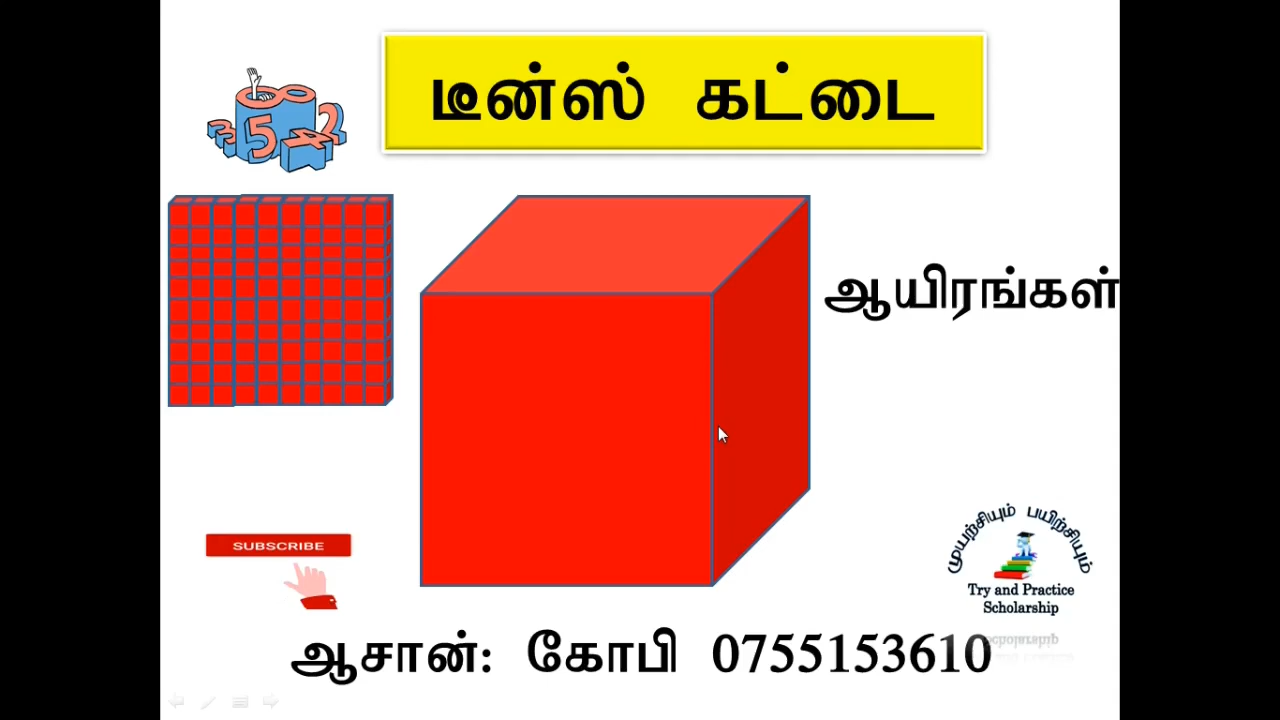 டீன்ஸ் கட்டை
ஆயிரங்கள்
SUBSCRIBE
முயற்சியும் பயிற்சியும்
Try and Practice
Scholarship
ஆசான்: கோபி 0755153610